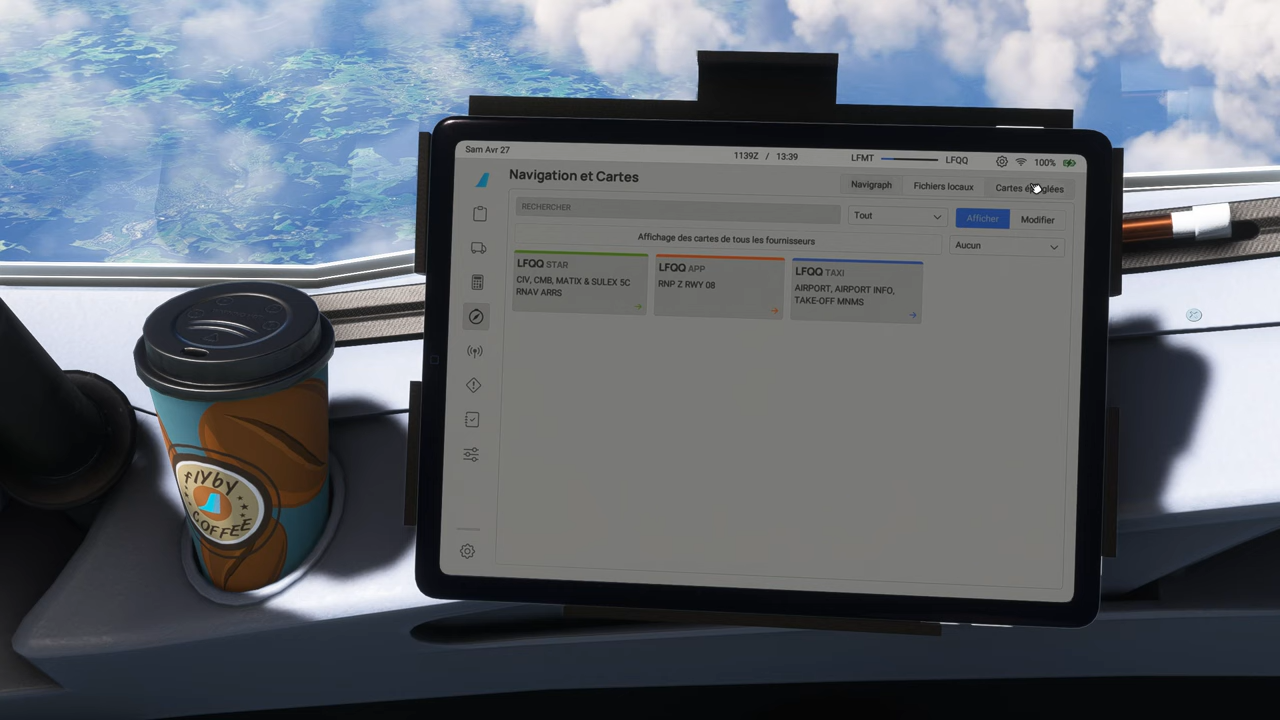 Sam Avr 27
1139Z / 13:39
LFMT LFQQ
100%
Navigation et Cartes
Navigraph
Fichiers locaux
Cartes
RECHERCHER
Tout
Afficher
Modifier
Affichage des cartes de tous les fournisseurs
Aucun
LFQQ STAR
CIV, CMB, MATIX & SULEX 5C
RNAV ARRS
LFQQ APP
RNP Z RWY 08
LFQQ TAXI
AIRPORT, AIRPORT INFO,
TAKE-OFF MNMS
flyby
COFFEE